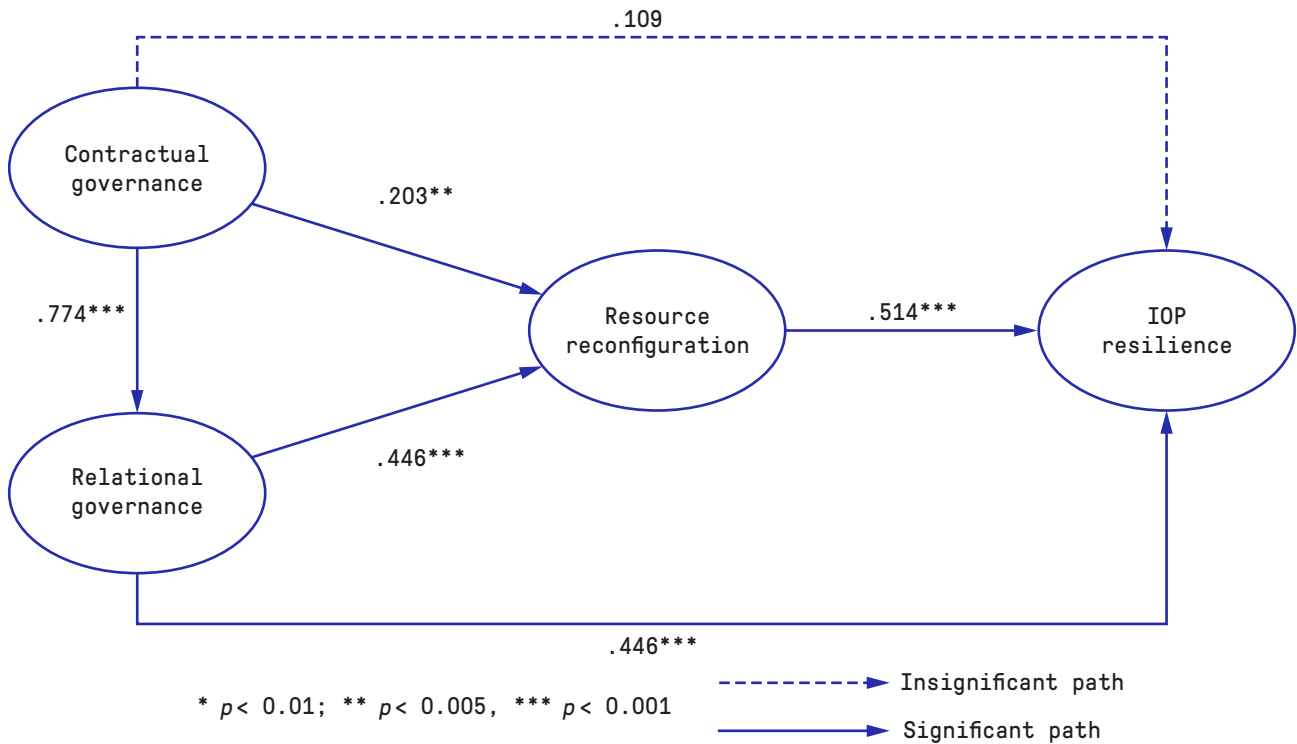 .109
Contractual
governance
.203**
.774***
Resource
reconfiguration
.514***
IOP
resilience
Relational
governance
.446***
.446***
* p< 0.01; ** p< 0.005, *** p< 0.001
Insignificant path
Significant path